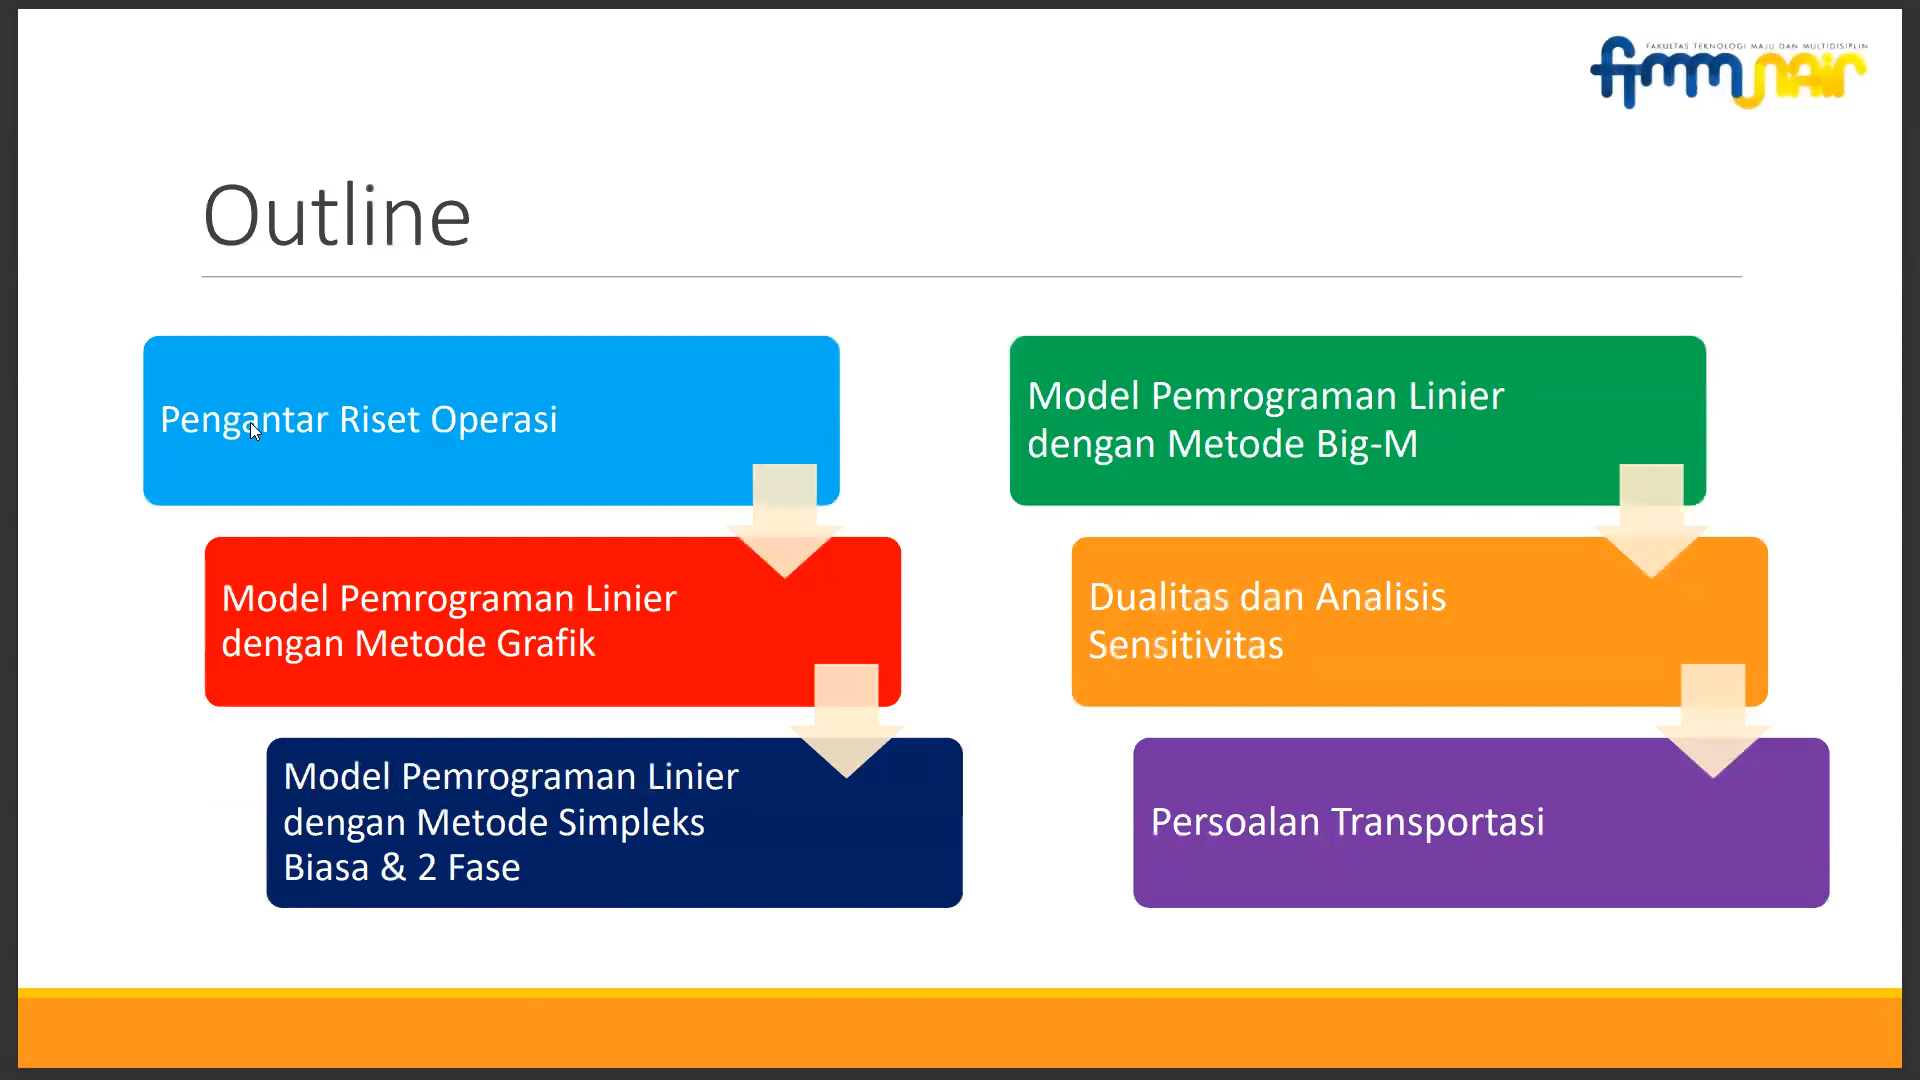 FAKULTAS TEKNOLOGI MAJU DAN MULTIDISIPLIN
ftmm unair
Outline
Pengantar Riset Operasi
Model Pemrograman Linier
dengan Metode Grafik
Model Pemrograman Linier
dengan Metode Simpleks
Biasa & 2 Fase
Model Pemrograman Linier
dengan Metode Big-M
Dualitas dan Analisis
Sensitivitas
Persoalan Transportasi